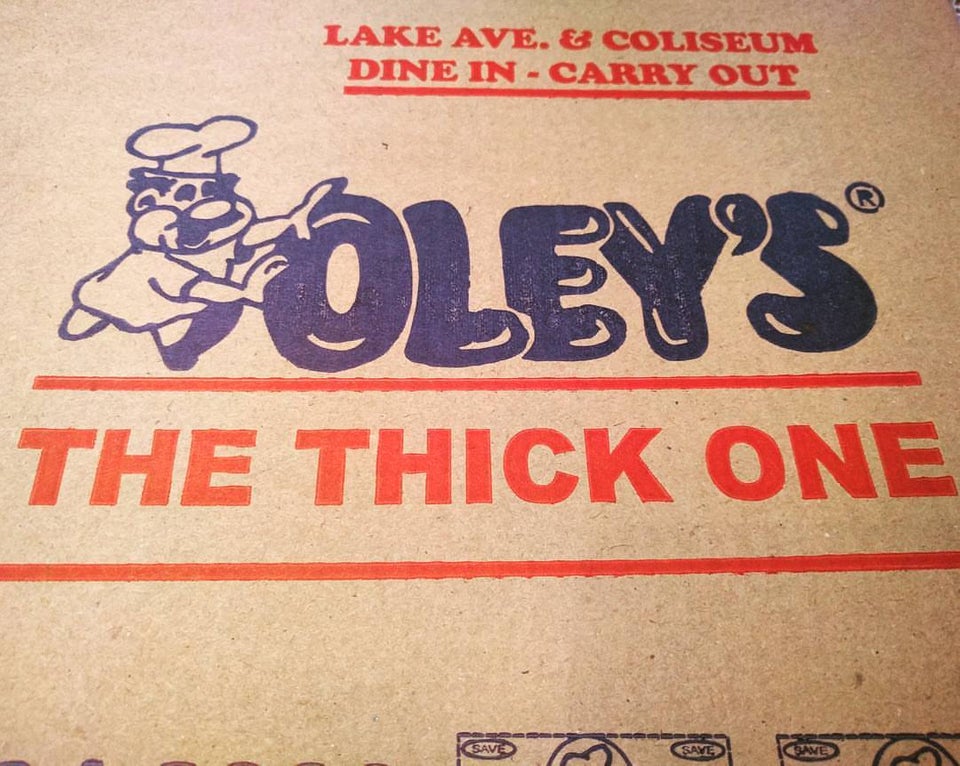 LAKE AVE. & COLISEUM
DINE IN - CARRY OUT
OLEY'S®
THE THICK ONE
SAVE SAVE SAVE